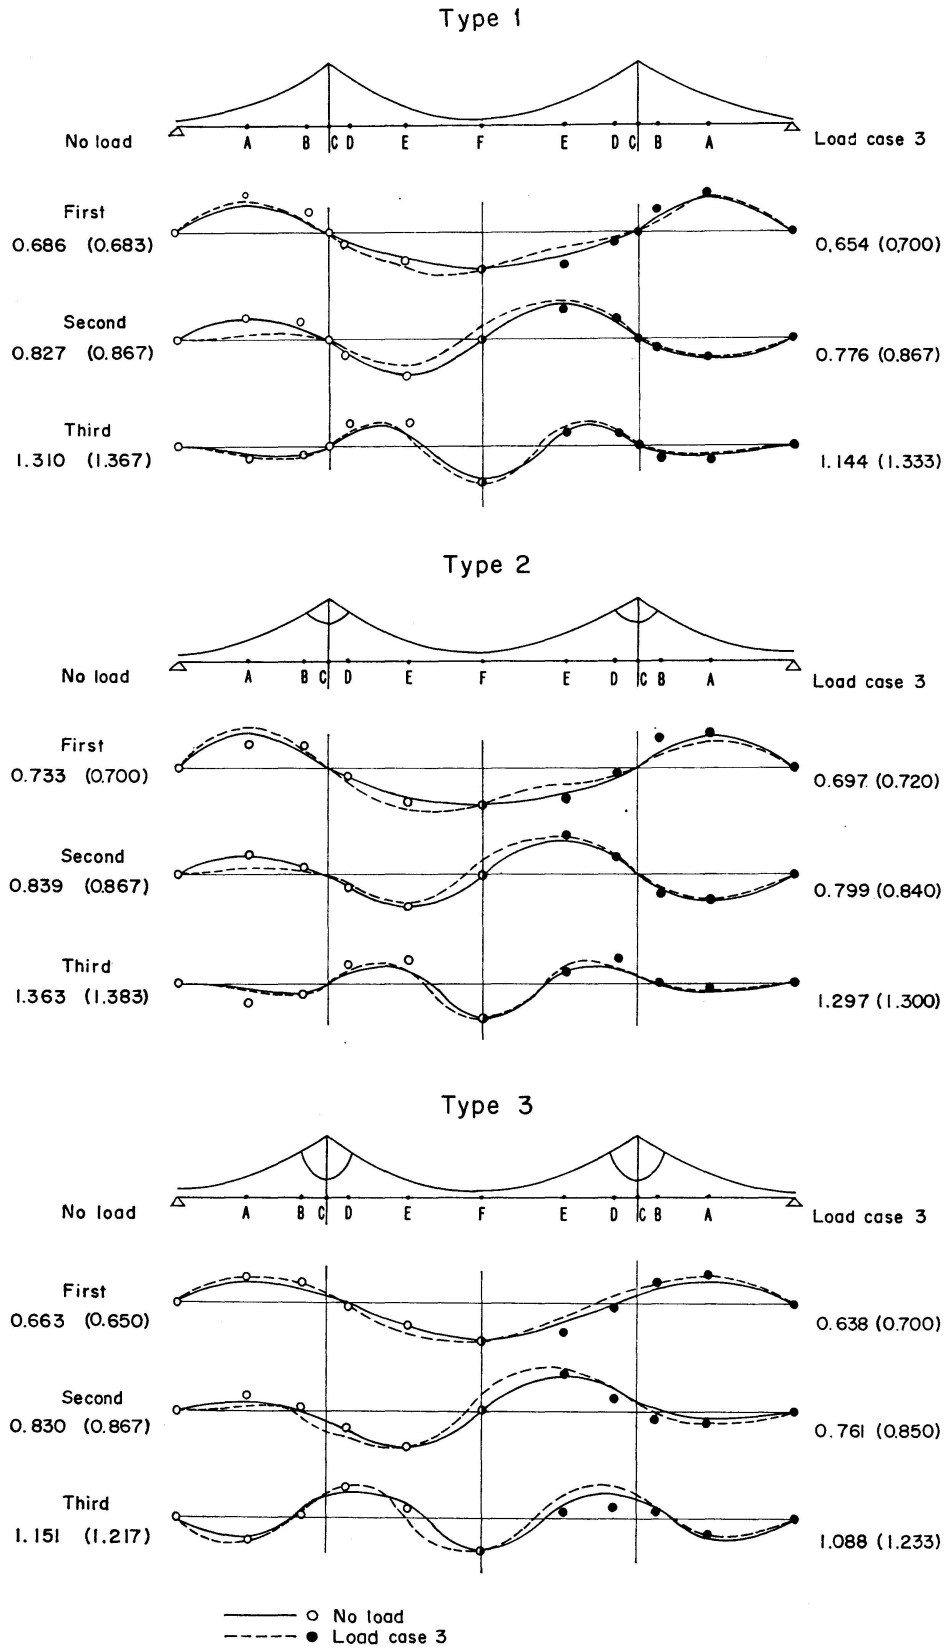 Type 1
No load A B C D E F E D C B A Load case 3
First
0.686 (0.683) 0.654 (0.700)
Second
0.827 (0.867) 0.776 (0.867)
Third
1.310 (1.367) 1.144 (1.333)
Type 2
No load A B C D E F E D C B A Load case 3
First
0.733 (0.700) 0.697 (0.720)
Second
0.839 (0.867) 0.799 (0.840)
Third
1.363 (1.383) 1.297 (1.300)
Type 3
No load A B C D E F E D C B A Load case 3
First
0.663 (0.650) 0.638 (0.700)
Second
0.830 (0.867) 0.761 (0.850)
Third
1.151 (1.217) 1.088 (1.233)
No load
Load case 3